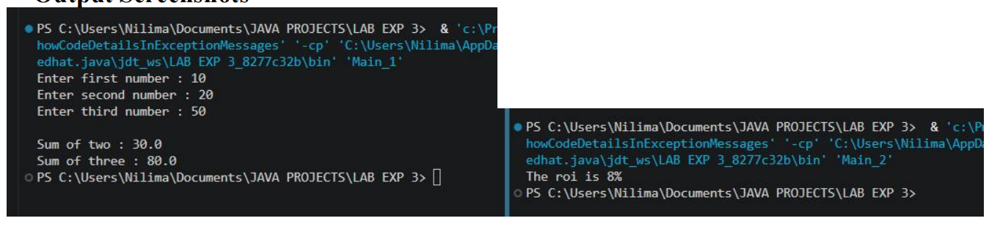 Output Screenshots
PS C:\Users\Nilima\Documents\JAVA PROJECTS\LAB EXP 3>  & 'c:\Pr
howCodeDetailsInExceptionMessages' '-cp' 'C:\Users\Nilima\AppDa
edhat.java\jdt_ws\LAB EXP 3_8277c32b\bin' 'Main_1'
Enter first number : 10
Enter second number : 20
Enter third number : 50
Sum of two : 30.0
Sum of three : 80.0
PS C:\Users\Nilima\Documents\JAVA PROJECTS\LAB EXP 3>
PS C:\Users\Nilima\Documents\JAVA PROJECTS\LAB EXP 3>  & 'c:\P
howCodeDetailsInExceptionMessages' '-cp' 'C:\Users\Nilima\AppD
edhat.java\jdt_ws\LAB EXP 3_8277c32b\bin' 'Main_2'
The roi is 8%
PS C:\Users\Nilima\Documents\JAVA PROJECTS\LAB EXP 3>